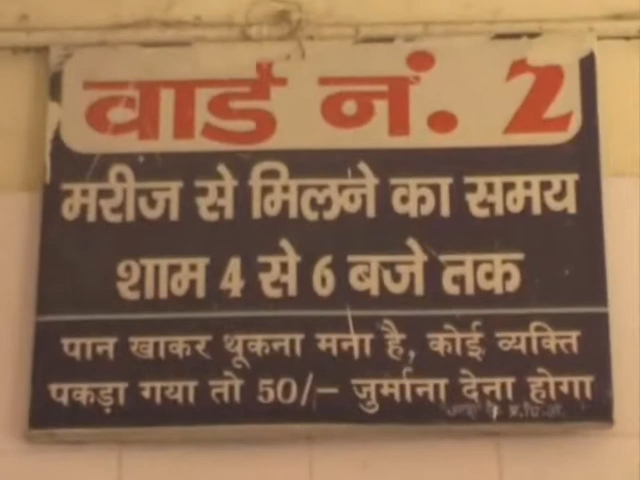 वार्ड नं. 2
मरीज से मिलने का समय
शाम 4 से 6 बजे तक
पान खाकर थूकना मना है, कोई व्यक्ति
पकड़ा गया तो 50/- जुर्माना देना होगा